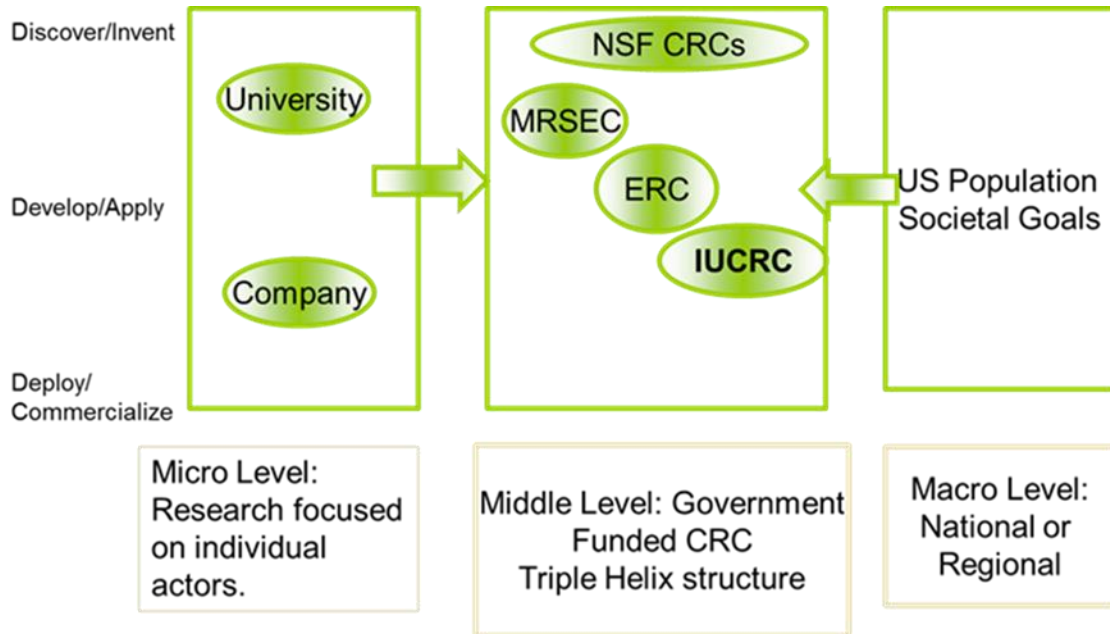 Discover/Invent
Develop/Apply
Deploy/
Commercialize
University
Company
NSF CRCs
MRSEC
ERC
IUCRC
US Population
Societal Goals
Micro Level:
Research focused
on individual
actors.
Middle Level: Government
Funded CRC
Triple Helix structure
Macro Level:
National or
Regional